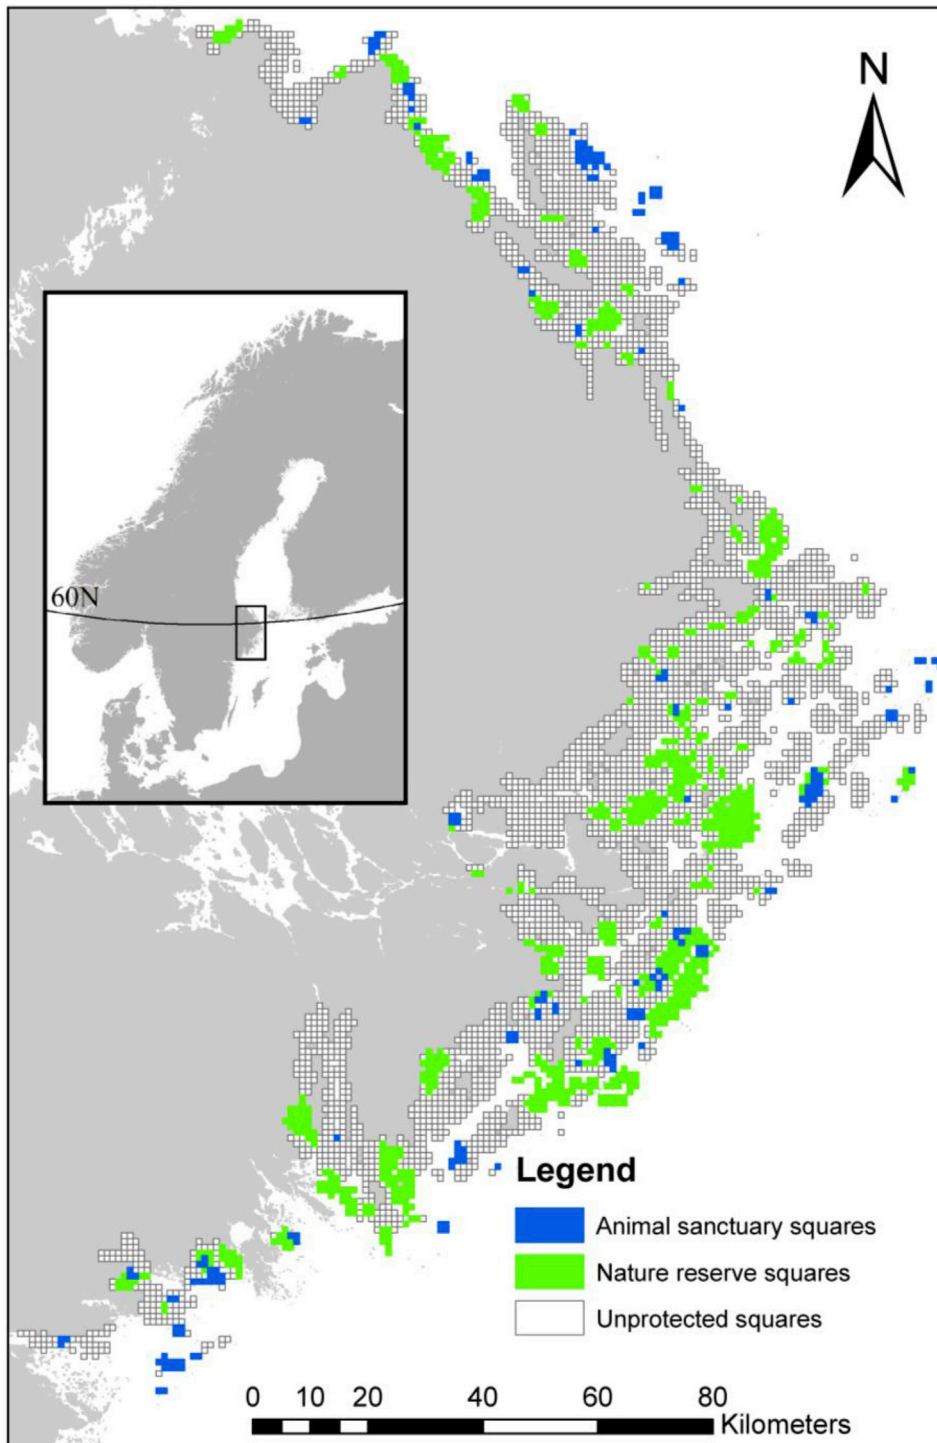 N
60N
Legend
Animal sanctuary squares
Nature reserve squares
Unprotected squares
0 10 20 40 60 80
Kilometers